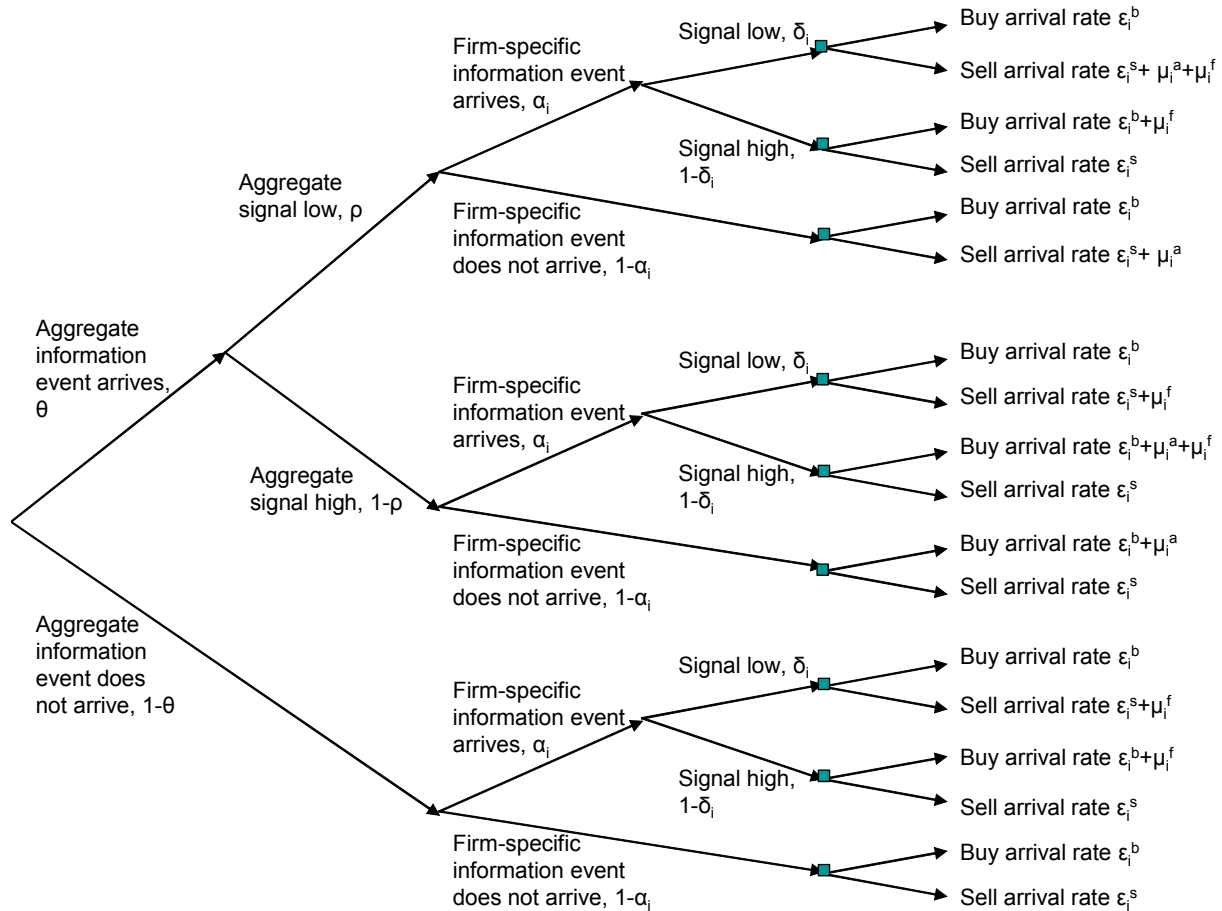 Buy arrival rate εᵢᵇ
Signal low, δᵢ
Firm-specific
information event
arrives, αᵢ
Sell arrival rate εᵢˢ+ μᵢᵃ+μᵢᶠ
Buy arrival rate εᵢᵇ+μᵢᶠ
Signal high,
1-δᵢ
Sell arrival rate εᵢˢ
Aggregate
signal low, ρ
Firm-specific
information event
does not arrive, 1-αᵢ
Buy arrival rate εᵢᵇ
Sell arrival rate εᵢˢ+ μᵢᵃ
Aggregate
information
event arrives,
θ
Buy arrival rate εᵢᵇ
Signal low, δᵢ
Firm-specific
information event
arrives, αᵢ
Sell arrival rate εᵢˢ+μᵢᶠ
Buy arrival rate εᵢᵇ+μᵢᵃ+μᵢᶠ
Signal high,
1-δᵢ
Sell arrival rate εᵢˢ
Aggregate
signal high, 1-ρ
Firm-specific
information event
does not arrive, 1-αᵢ
Buy arrival rate εᵢᵇ+μᵢᵃ
Sell arrival rate εᵢˢ
Aggregate
information
event does
not arrive, 1-θ
Buy arrival rate εᵢᵇ
Signal low, δᵢ
Firm-specific
information event
arrives, αᵢ
Sell arrival rate εᵢˢ+μᵢᶠ
Buy arrival rate εᵢᵇ+μᵢᶠ
Signal high,
1-δᵢ
Sell arrival rate εᵢˢ
Firm-specific
information event
does not arrive, 1-αᵢ
Buy arrival rate εᵢᵇ
Sell arrival rate εᵢˢ